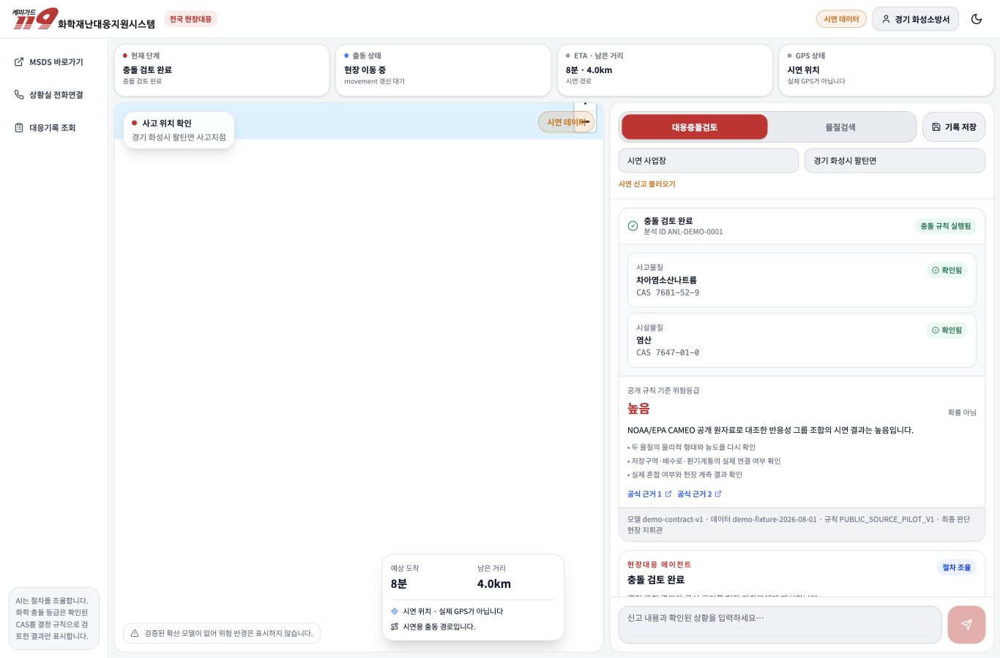 케미가드
119
화학재난대응지원시스템
전국 현장대응
시연 데이터
경기 화성소방서
MSDS 바로가기
상황실 전화연결
대응기록 조회
AI는 절차를 조율합니다.
화학 충돌 등급은 확인된
CAS를 결정 규칙으로 검
토한 결과만 표시합니다.
현재 단계
충돌 검토 완료
충돌 검토 완료
출동 상태
현장 이동 중
movement 갱신 대기
ETA · 남은 거리
8분 · 4.0km
시연 경로
GPS 상태
시연 위치
실제 GPS가 아닙니다
사고 위치 확인
경기 화성시 팔탄면 사고지점
시연 데이터
예상 도착
남은 거리
8분
4.0km
시연 위치 · 실제 GPS가 아닙니다
시연용 출동 경로입니다.
검증된 확산 모델이 없어 위험 반경은 표시하지 않습니다.
대응충돌검토
물질검색
기록 저장
시연 사업장
경기 화성시 팔탄면
시연 신고 불러오기
충돌 검토 완료
분석 ID ANL-DEMO-0001
충돌 규칙 실행됨
사고물질
차아염소산나트륨
CAS 7681-52-9
확인됨
시설물질
염산
CAS 7647-01-0
확인됨
공개 규칙 기준 위험등급
높음
확률 아님
NOAA/EPA CAMEO 공개 원자료로 대조한 반응성 그룹 조합의 시연 결과는 높음입니다.
• 두 물질의 물리적 형태와 농도를 다시 확인
• 저장구역·배수로·환기계통의 실제 연결 여부 확인
• 실제 혼합 여부와 현장 계측 결과 확인
공식 근거 1
공식 근거 2
모델 demo-contract-v1 · 데이터 demo-fixture-2026-08-01 · 규칙 PUBLIC_SOURCE_PILOT_V1 · 최종 판단
현장 지휘관
현장대응 에이전트
충돌 검토 완료
절차 조율
신고 내용과 확인된 상황을 입력하세요…